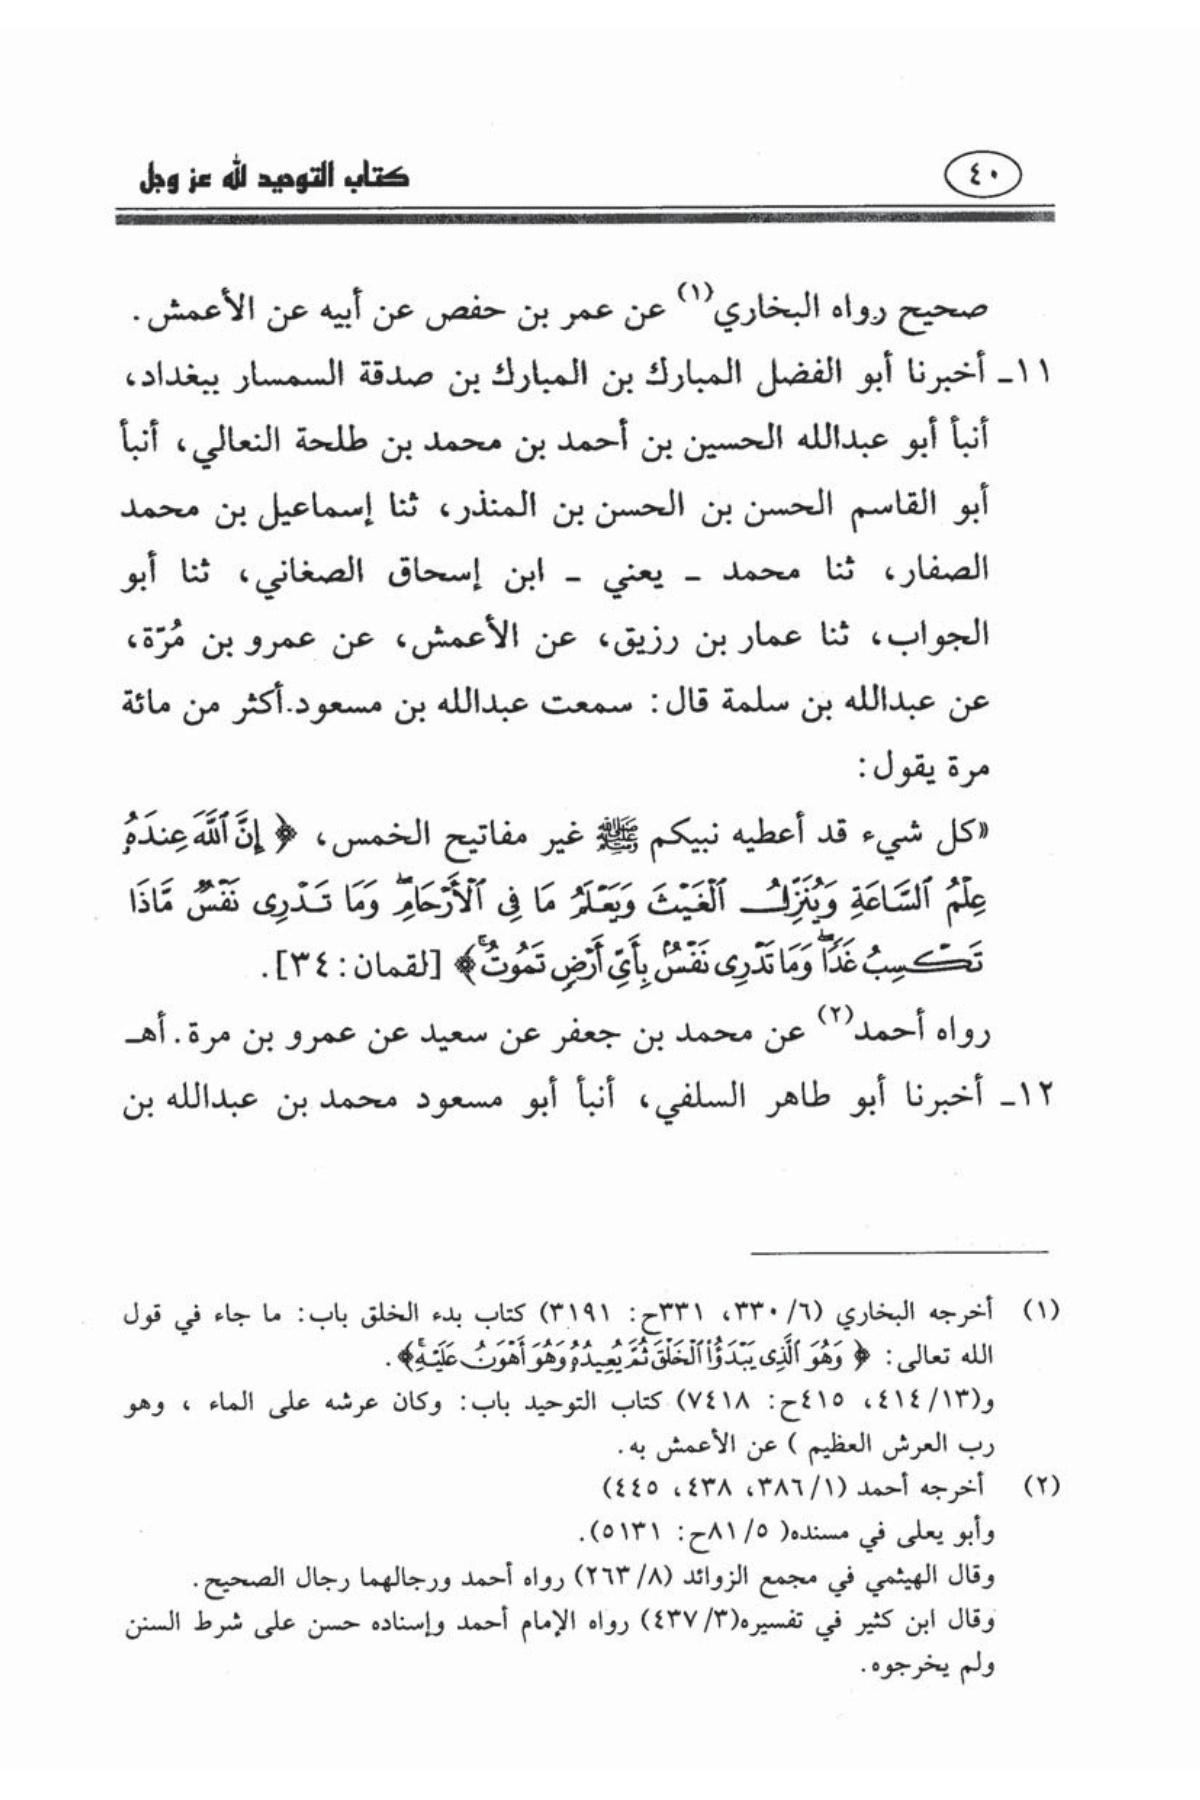 ٤٠
كتاب التوحيد لله عز وجل
صحيح رواه البخاري(١) عن عمر بن حفص عن أبيه عن الأعمش.
١١ـ أخبرنا أبو الفضل المبارك بن المبارك بن صدقة السمسار ببغداد،
أنبأ أبو عبدالله الحسين بن أحمد بن محمد بن طلحة النعالي، أنبأ
أبو القاسم الحسن بن الحسن بن المنذر، ثنا إسماعيل بن محمد
الصفار، ثنا محمد ـ يعني ـ ابن إسحاق الصغاني، ثنا أبو
الجواب، ثنا عمار بن رزيق، عن الأعمش، عن عمرو بن مُرّة،
عن عبدالله بن سلمة قال: سمعت عبدالله بن مسعود.أكثر من مائة
مرة يقول:
«كل شيء قد أعطيه نبيكم ﷺ غير مفاتيح الخمس، ﴿ إِنَّ ٱللَّهَ عِندَهُۥ
عِلْمُ ٱلسَّاعَةِ وَيُنَزِّلُ ٱلْغَيْثَ وَيَعْلَمُ مَا فِى ٱلْأَرْحَامِۖ وَمَا تَدْرِى نَفْسٌ مَّاذَا
تَكْسِبُ غَدًاۖ وَمَا تَدْرِى نَفْسٌۢ بِأَىِّ أَرْضٍ تَمُوتُۚ﴾ [لقمان: ٣٤].
رواه أحمد(٢) عن محمد بن جعفر عن سعيد عن عمرو بن مرة. أهـ
١٢ـ أخبرنا أبو طاهر السلفي، أنبأ أبو مسعود محمد بن عبدالله بن
(١) أخرجه البخاري (٦/ ٣٣٠، ٣٣١ح: ٣١٩١) كتاب بدء الخلق باب: ما جاء في قول
الله تعالى: ﴿ وَهُوَ ٱلَّذِى يَبْدَؤُا۟ ٱلْخَلْقَ ثُمَّ يُعِيدُهُۥ وَهُوَ أَهْوَنُ عَلَيْهِۚ﴾.
و(١٣/ ٤١٤، ٤١٥ح: ٧٤١٨) كتاب التوحيد باب: وكان عرشه على الماء ، وهو
رب العرش العظيم ) عن الأعمش به.
(٢) أخرجه أحمد (١/ ٣٨٦، ٤٣٨، ٤٤٥)
وأبو يعلى في مسنده( ٥/ ٨١ح: ٥١٣١).
وقال الهيثمي في مجمع الزوائد (٨/ ٢٦٣) رواه أحمد ورجالهما رجال الصحيح.
وقال ابن كثير في تفسيره(٣/ ٤٣٧) رواه الإمام أحمد وإسناده حسن على شرط السنن
ولم يخرجوه.